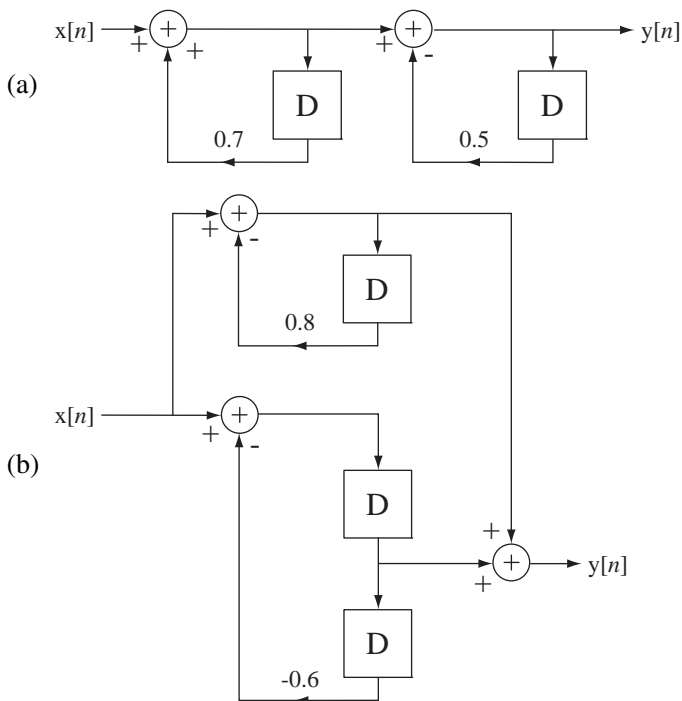 x[n] + + + + + - y[n]
(a) D D
0.7 0.5
+ + -
D
0.8
x[n] + + -
(b) D
+
+ + y[n]
D
-0.6